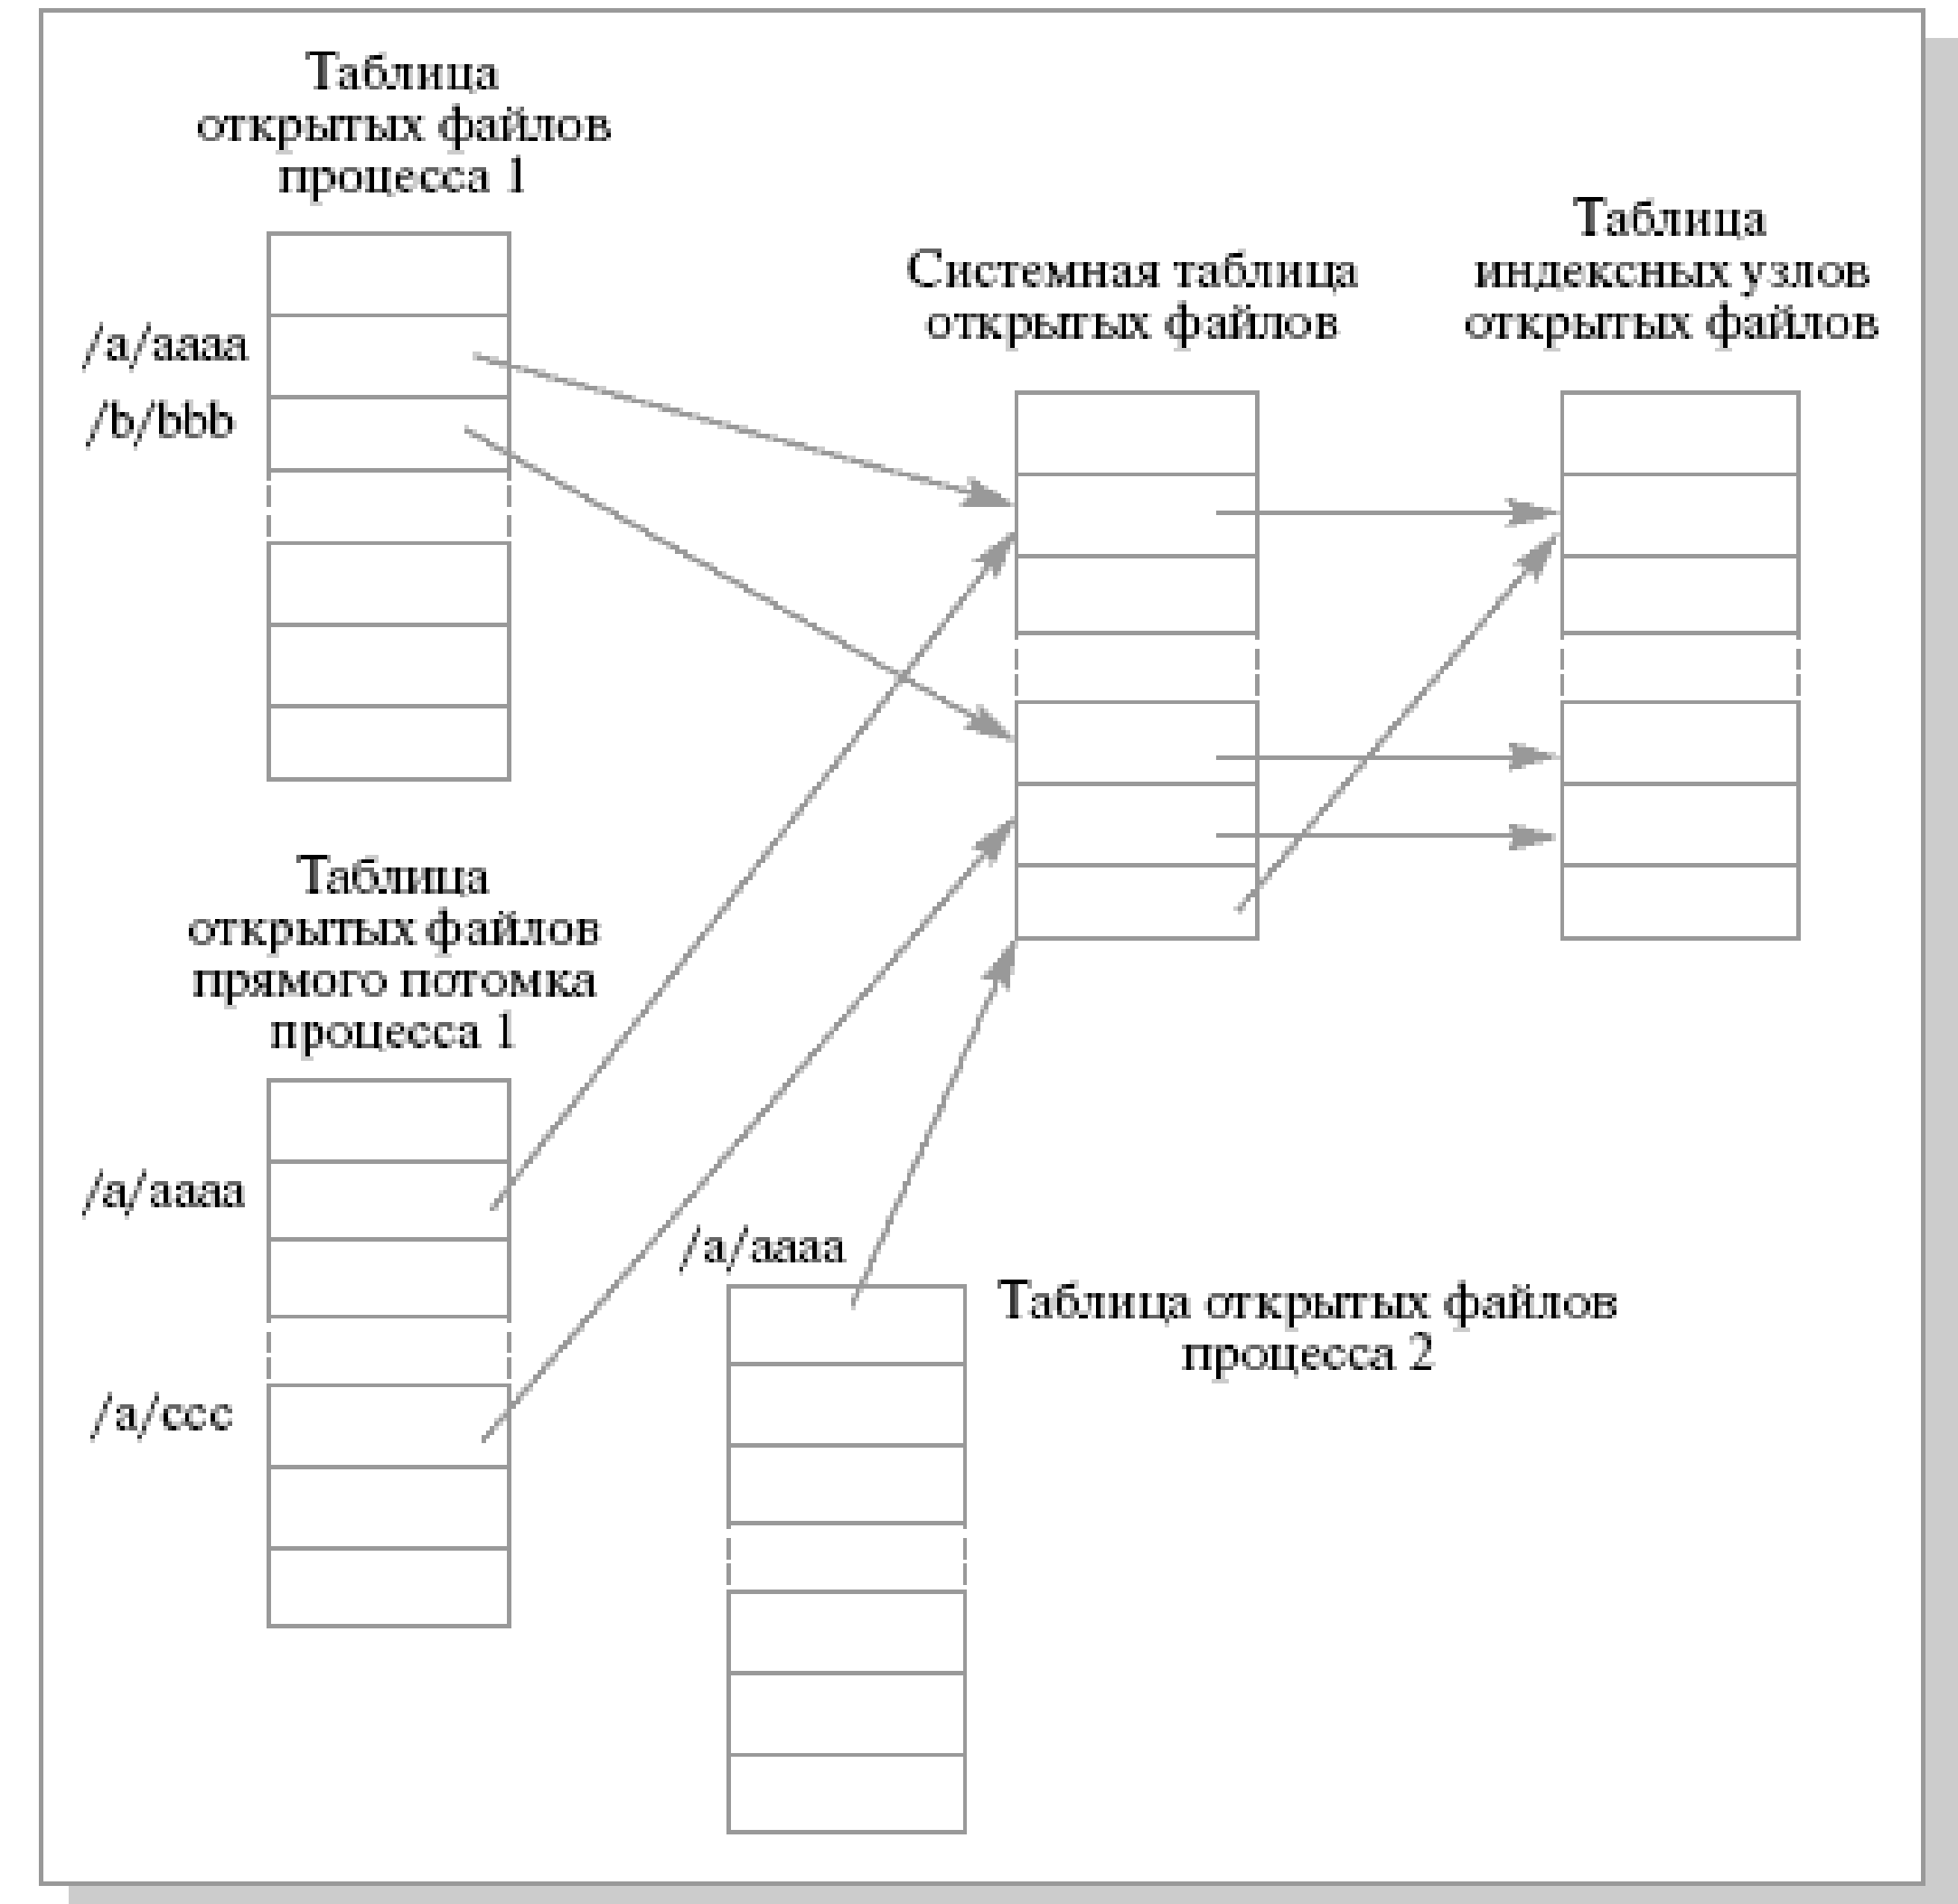 Таблица
открытых файлов
процесса 1
/a/aaaa
/b/bbb
Системная таблица
открытых файлов
Таблица
индексных узлов
открытых файлов
Таблица
открытых файлов
прямого потомка
процесса 1
/a/aaaa
/a/ccc
/a/aaaa
Таблица открытых файлов
процесса 2